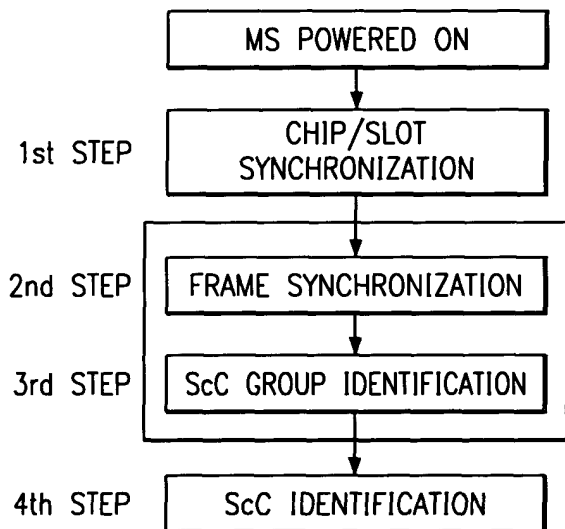 MS POWERED ON
1st STEP
CHIP/SLOT
SYNCHRONIZATION
2nd STEP
FRAME SYNCHRONIZATION
3rd STEP
ScC GROUP IDENTIFICATION
4th STEP
ScC IDENTIFICATION